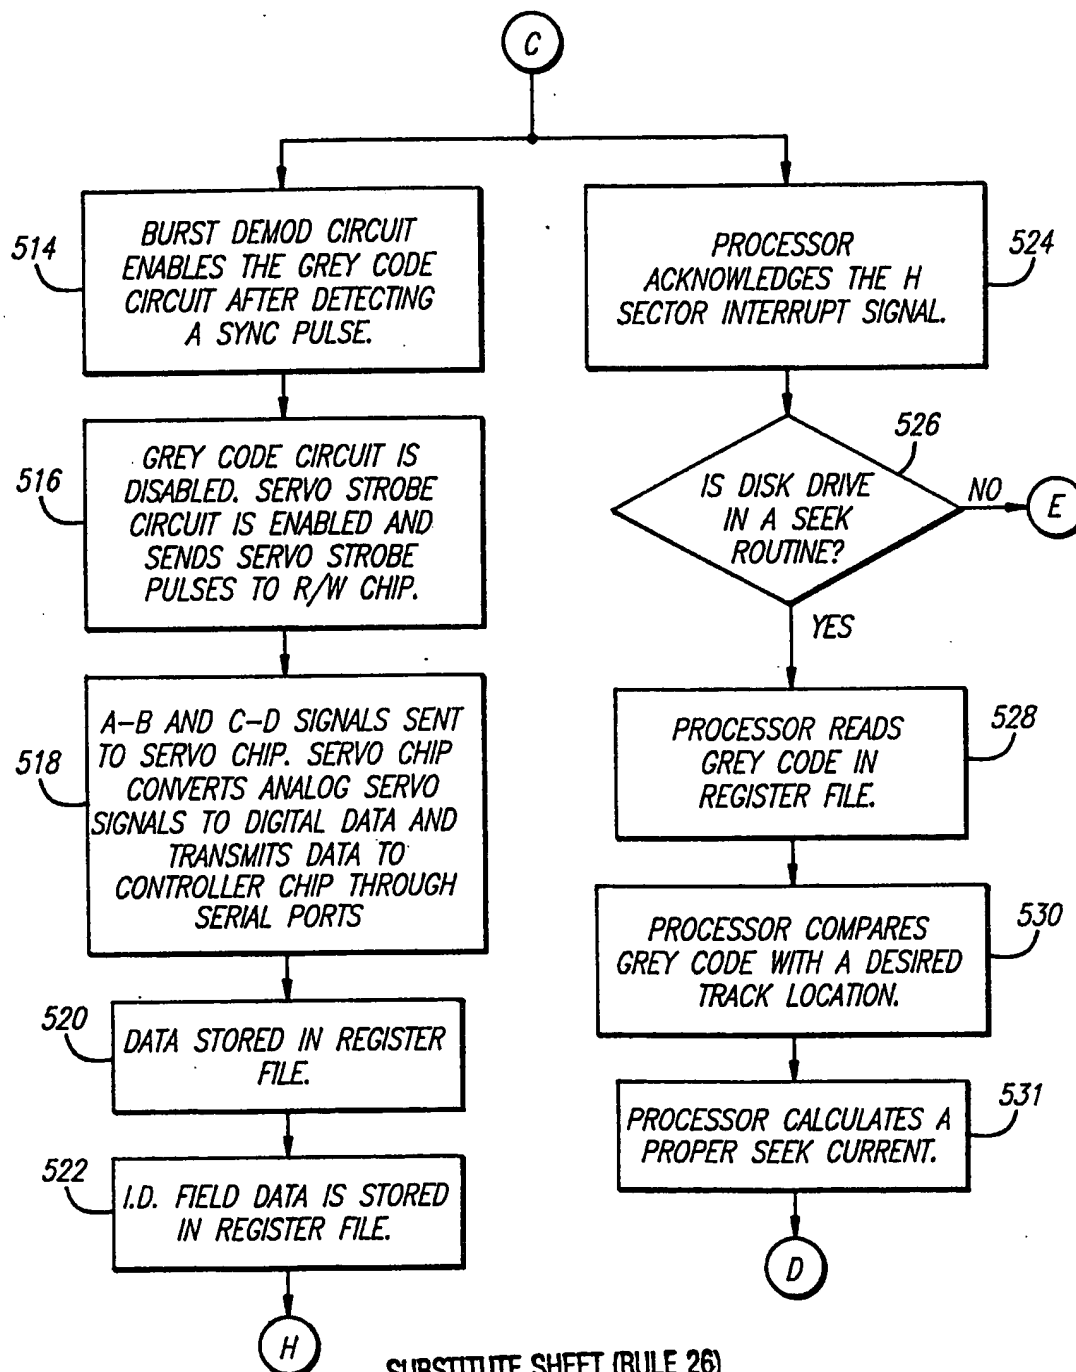 C
514
BURST DEMOD CIRCUIT
ENABLES THE GREY CODE
CIRCUIT AFTER DETECTING
A SYNC PULSE.
516
GREY CODE CIRCUIT IS
DISABLED. SERVO STROBE
CIRCUIT IS ENABLED AND
SENDS SERVO STROBE
PULSES TO R/W CHIP.
518
A-B AND C-D SIGNALS SENT
TO SERVO CHIP. SERVO CHIP
CONVERTS ANALOG SERVO
SIGNALS TO DIGITAL DATA AND
TRANSMITS DATA TO
CONTROLLER CHIP THROUGH
SERIAL PORTS
520
DATA STORED IN REGISTER
FILE.
522
I.D. FIELD DATA IS STORED
IN REGISTER FILE.
H
524
PROCESSOR
ACKNOWLEDGES THE H
SECTOR INTERRUPT SIGNAL.
526
IS DISK DRIVE
IN A SEEK
ROUTINE?
NO
E
YES
528
PROCESSOR READS
GREY CODE IN
REGISTER FILE.
530
PROCESSOR COMPARES
GREY CODE WITH A DESIRED
TRACK LOCATION.
531
PROCESSOR CALCULATES A
PROPER SEEK CURRENT.
D
SUBSTITUTE SHEET (RULE 26)